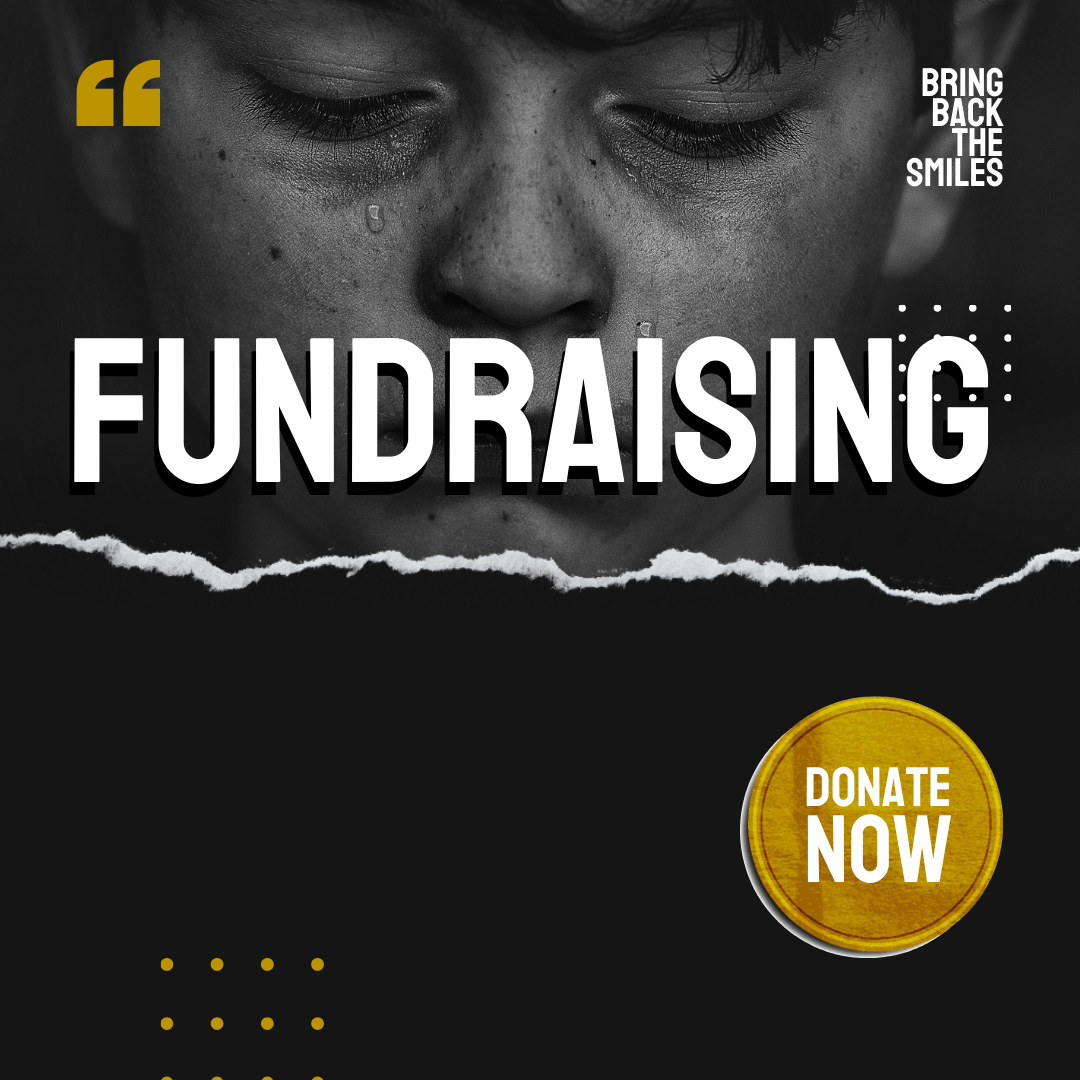 “
BRING
BACK
THE
SMILES
FUNDRAISING
DONATE
NOW